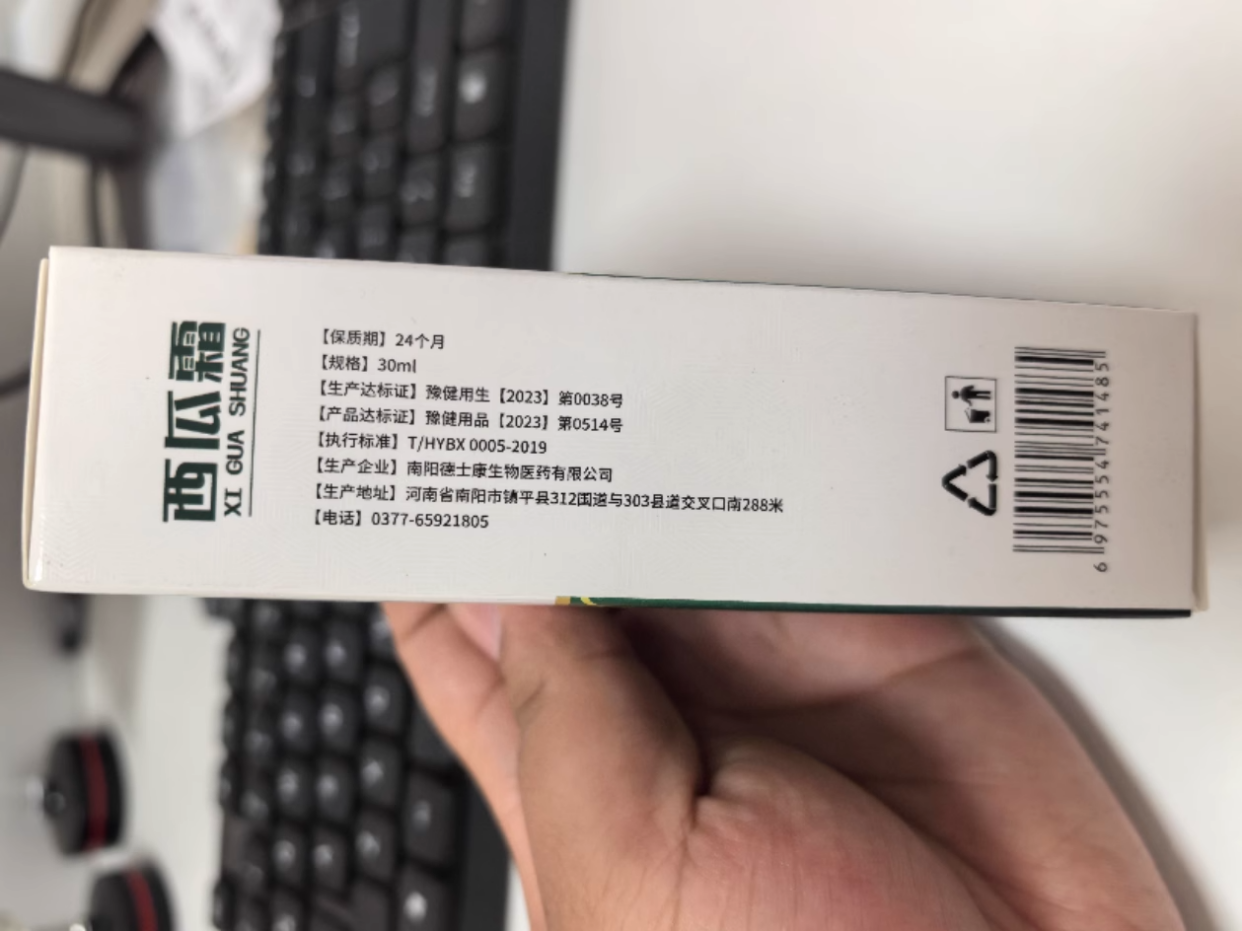 西瓜霜
XI GUA SHUANG
【保质期】24个月
【规格】30ml
【生产达标证】豫健用生【2023】第0038号
【产品达标证】豫健用品【2023】第0514号
【执行标准】T/HYBX 0005-2019
【生产企业】南阳德士康生物医药有限公司
【生产地址】河南省南阳市镇平县312国道与303县道交叉口南288米
【电话】0377-65921805
6 975554 741485